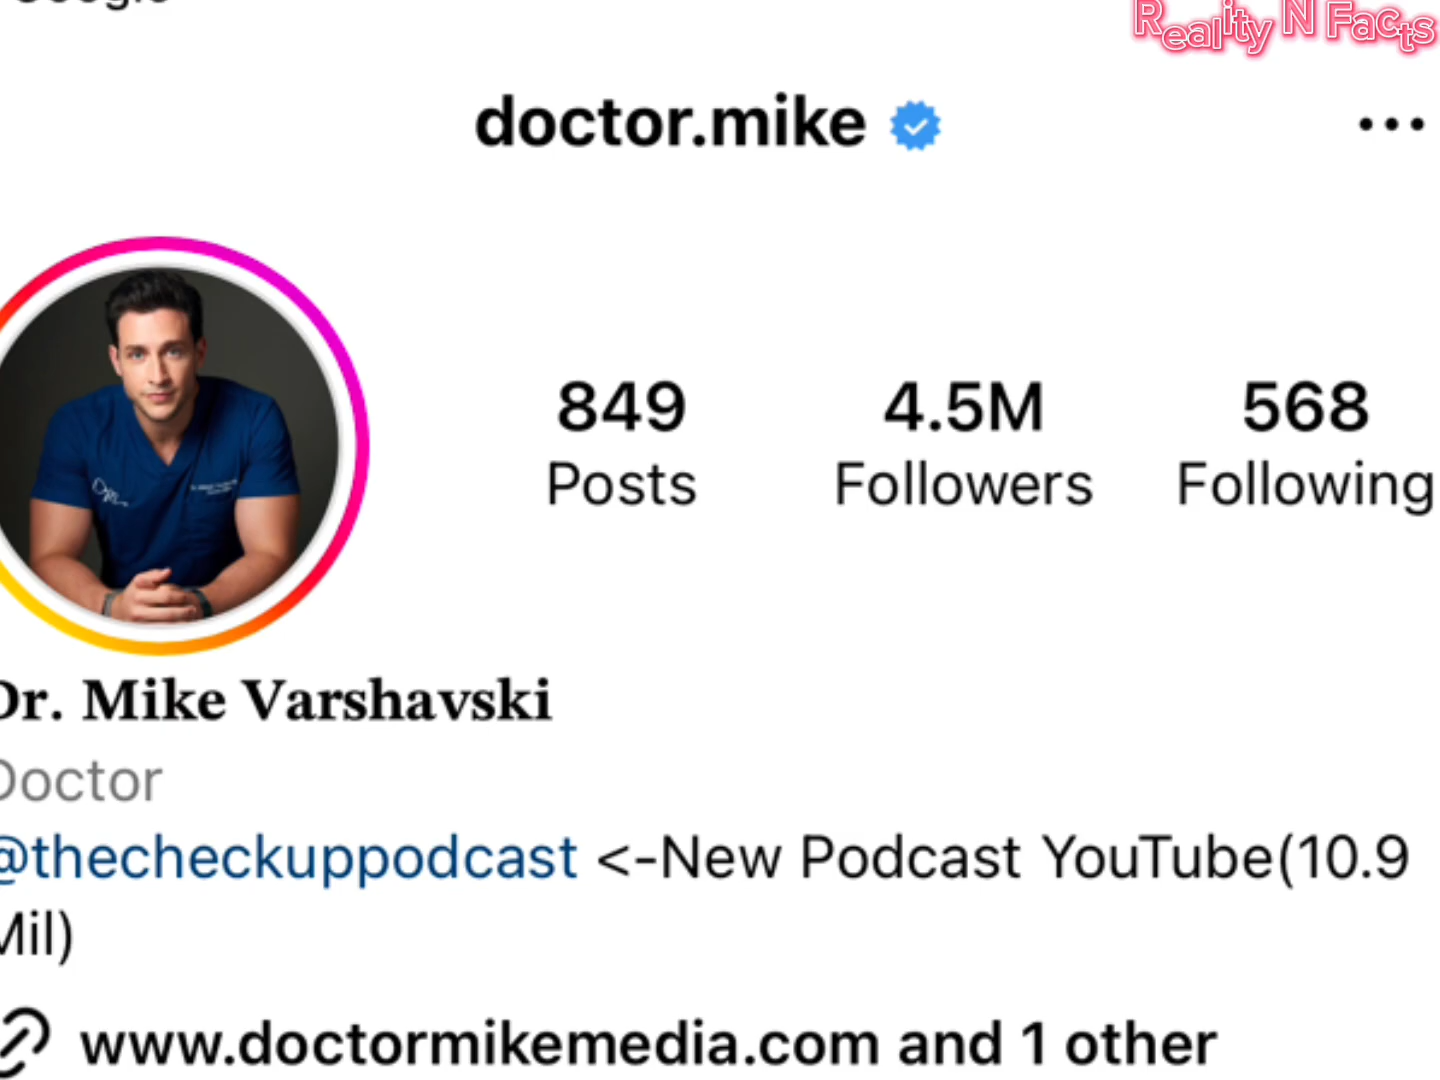 Google
Reality N Facts
doctor.mike
849 4.5M 568
Posts Followers Following
Dr. Mike Varshavski
Doctor
@thecheckuppodcast <-New Podcast YouTube(10.9
Mil)
www.doctormikemedia.com and 1 other